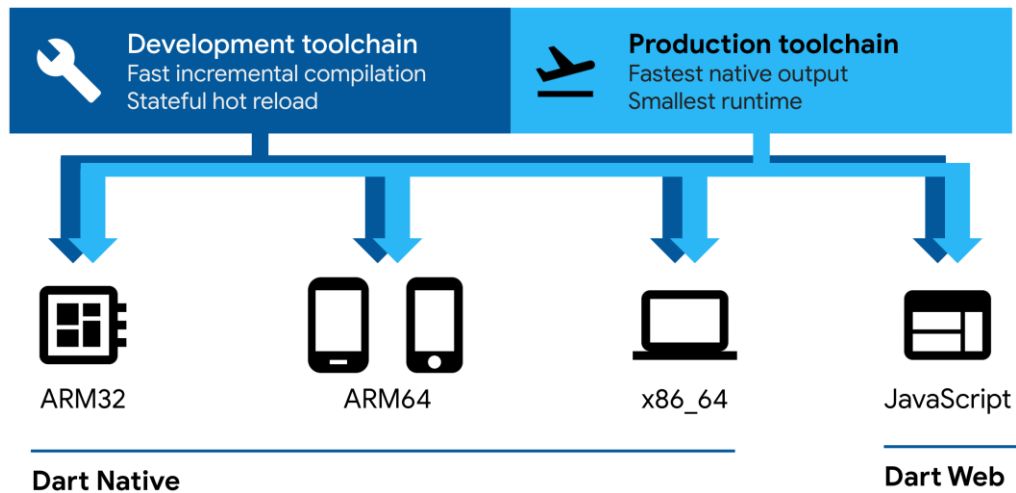 Development toolchain
Fast incremental compilation
Stateful hot reload
Production toolchain
Fastest native output
Smallest runtime
ARM32
ARM64
x86_64
JavaScript
Dart Native
Dart Web